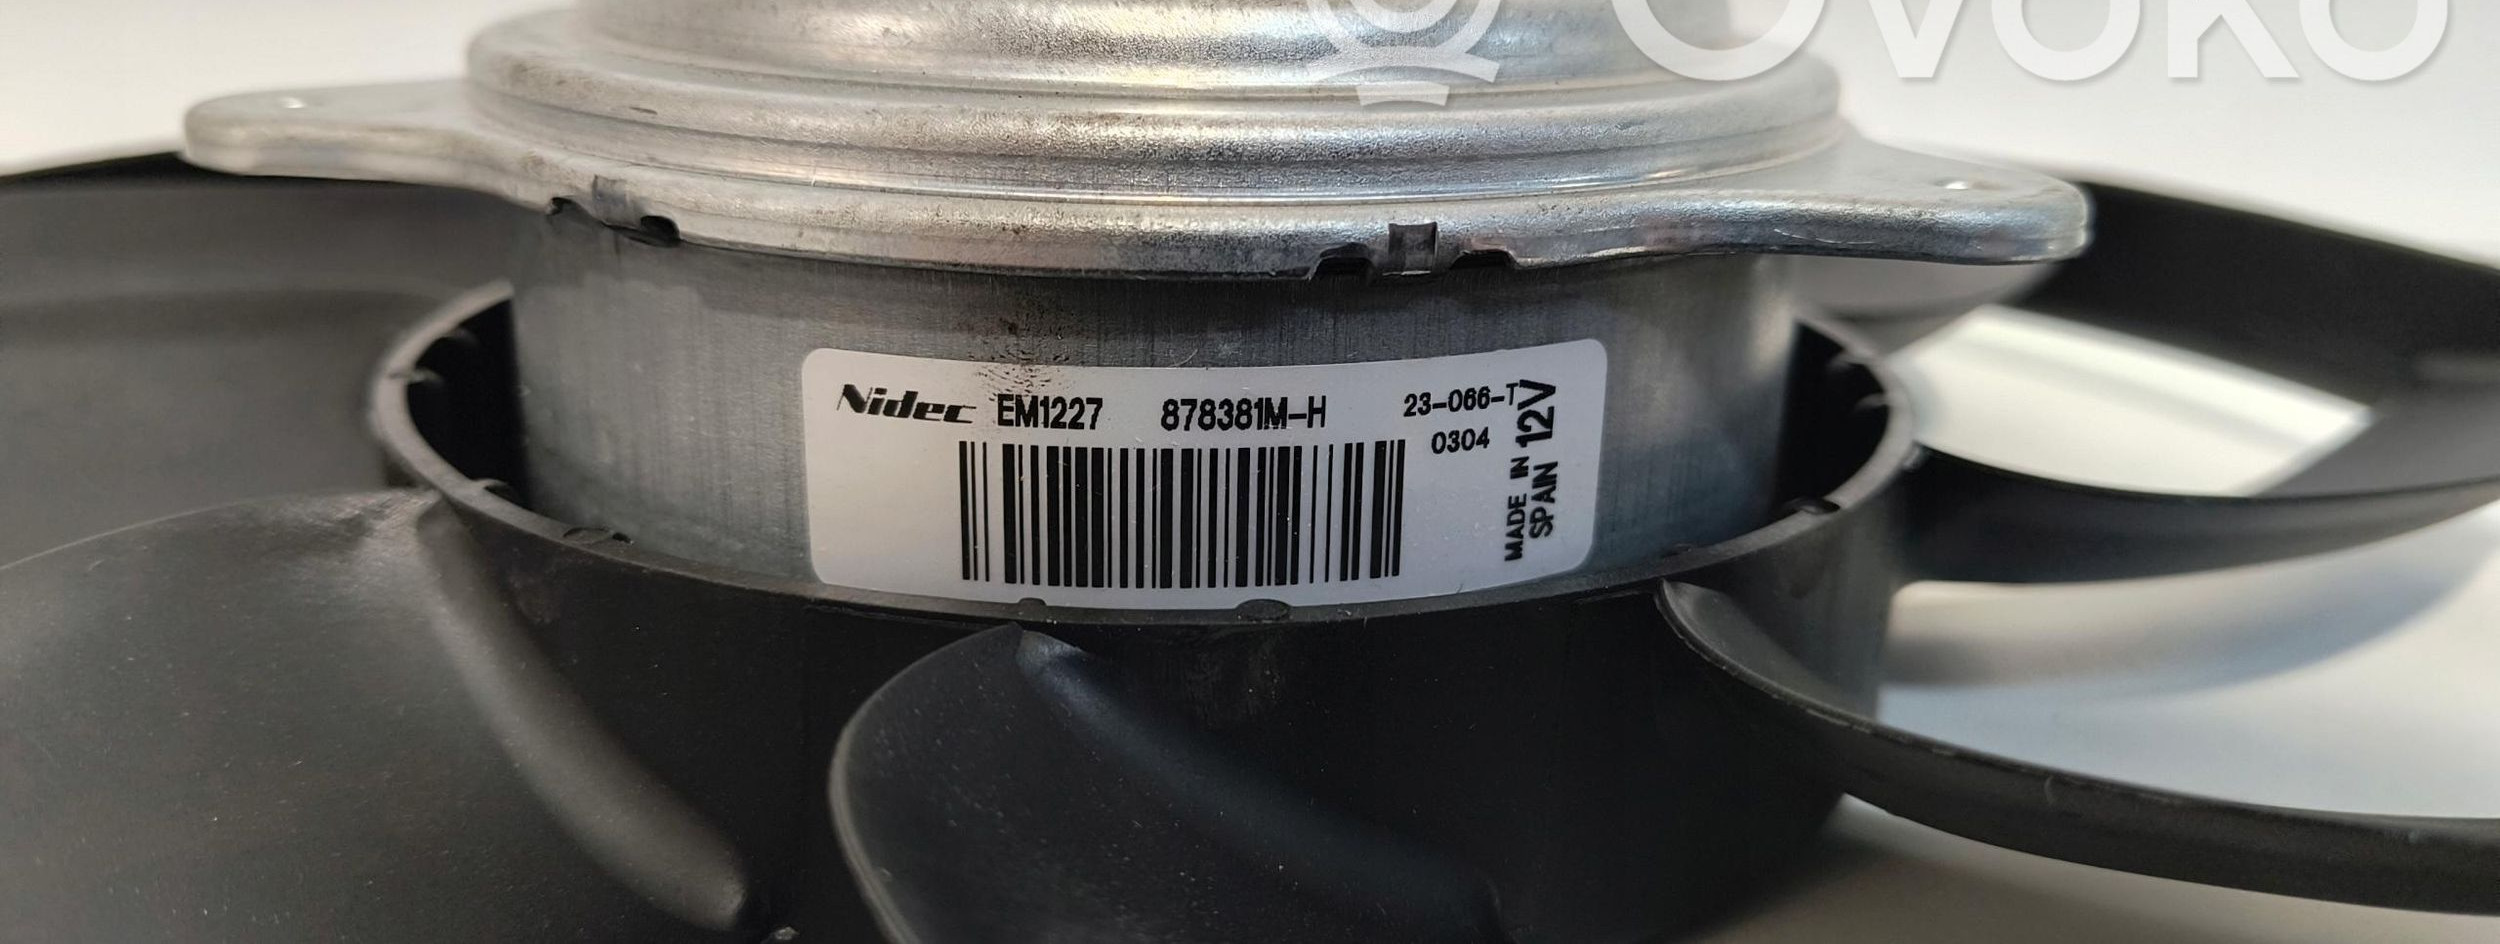 OVOKO
Nidec EM1227 878381M-H 23-066-T
0304
MADE IN
SPAIN 12V